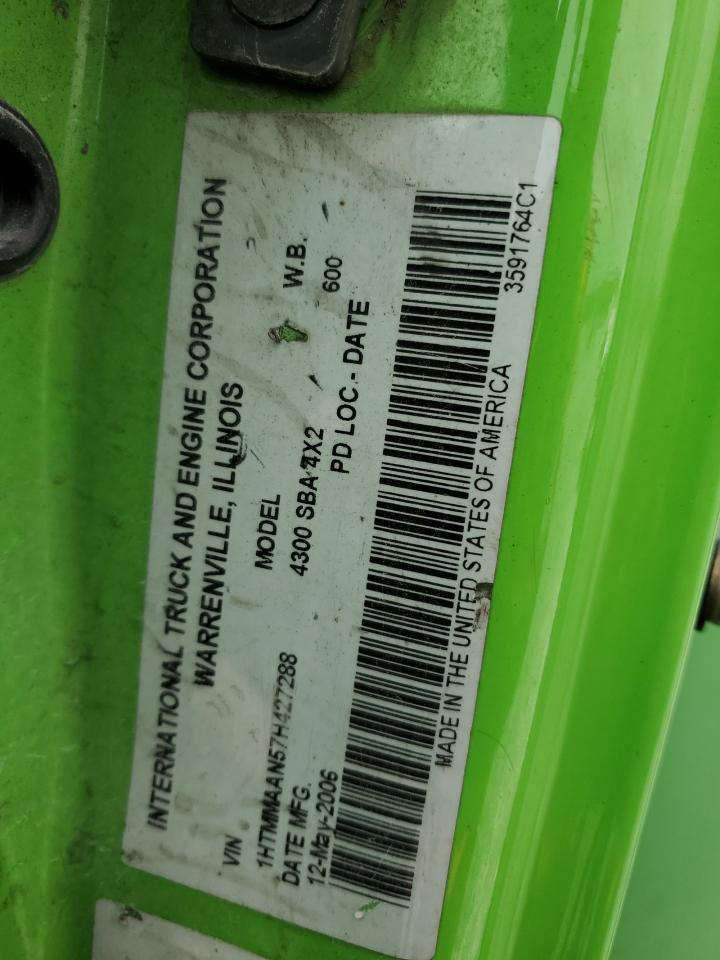 INTERNATIONAL TRUCK AND ENGINE CORPORATION
WARRENVILLE, ILLINOIS
VIN MODEL W.B.
1HTMMAAN57H427288 4300 SBA 4X2 600
DATE MFG. PD LOC.- DATE
12-May-2006
MADE IN THE UNITED STATES OF AMERICA 3591764C1